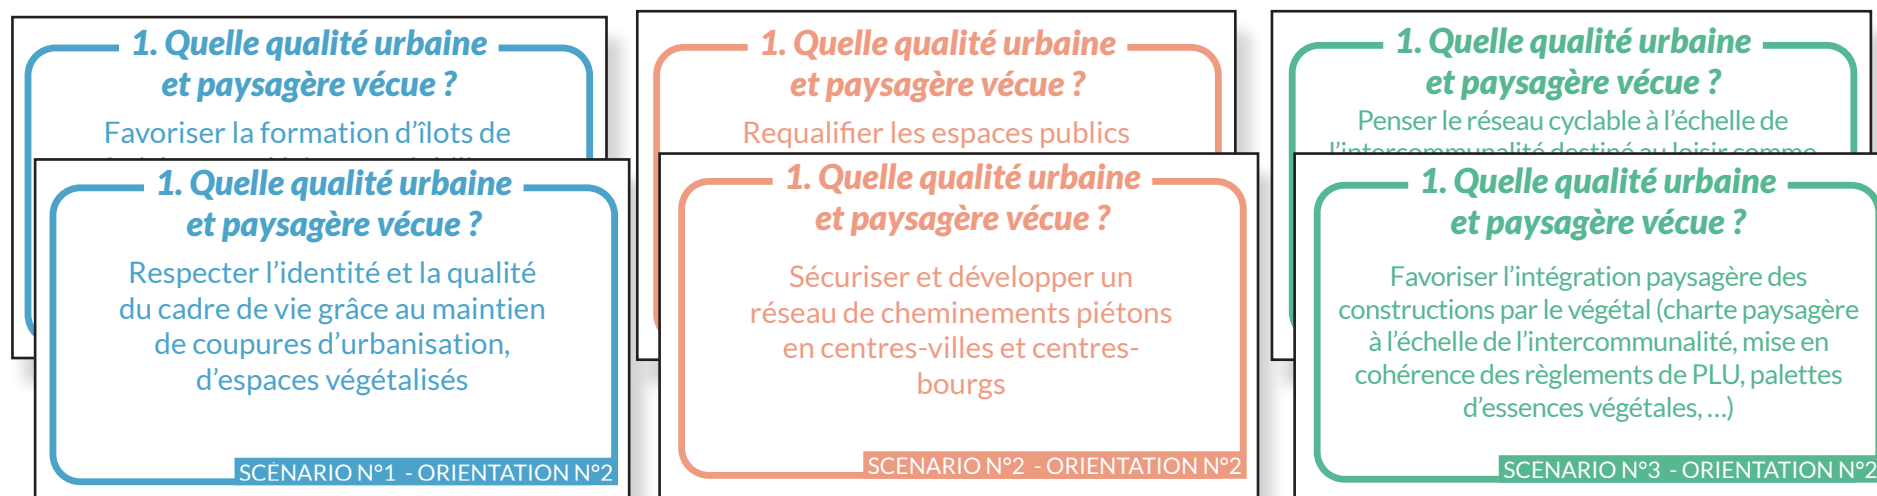 1. Quelle qualité urbaine
et paysagère vécue ?
Favoriser la formation d’îlots de
1. Quelle qualité urbaine
et paysagère vécue ?
Respecter l’identité et la qualité
du cadre de vie grâce au maintien
de coupures d’urbanisation,
d’espaces végétalisés
SCÉNARIO N°1 - ORIENTATION N°2
1. Quelle qualité urbaine
et paysagère vécue ?
Requalifier les espaces publics
1. Quelle qualité urbaine
et paysagère vécue ?
Sécuriser et développer un
réseau de cheminements piétons
en centres-villes et centres-
bourgs
SCENARIO N°2 - ORIENTATION N°2
1. Quelle qualité urbaine
et paysagère vécue ?
Penser le réseau cyclable à l’échelle de
l’intercommunalité destiné au loisir comme
1. Quelle qualité urbaine
et paysagère vécue ?
Favoriser l’intégration paysagère des
constructions par le végétal (charte paysagère
à l’échelle de l’intercommunalité, mise en
cohérence des règlements de PLU, palettes
d’essences végétales, …)
SCÉNARIO N°3 - ORIENTATION N°2